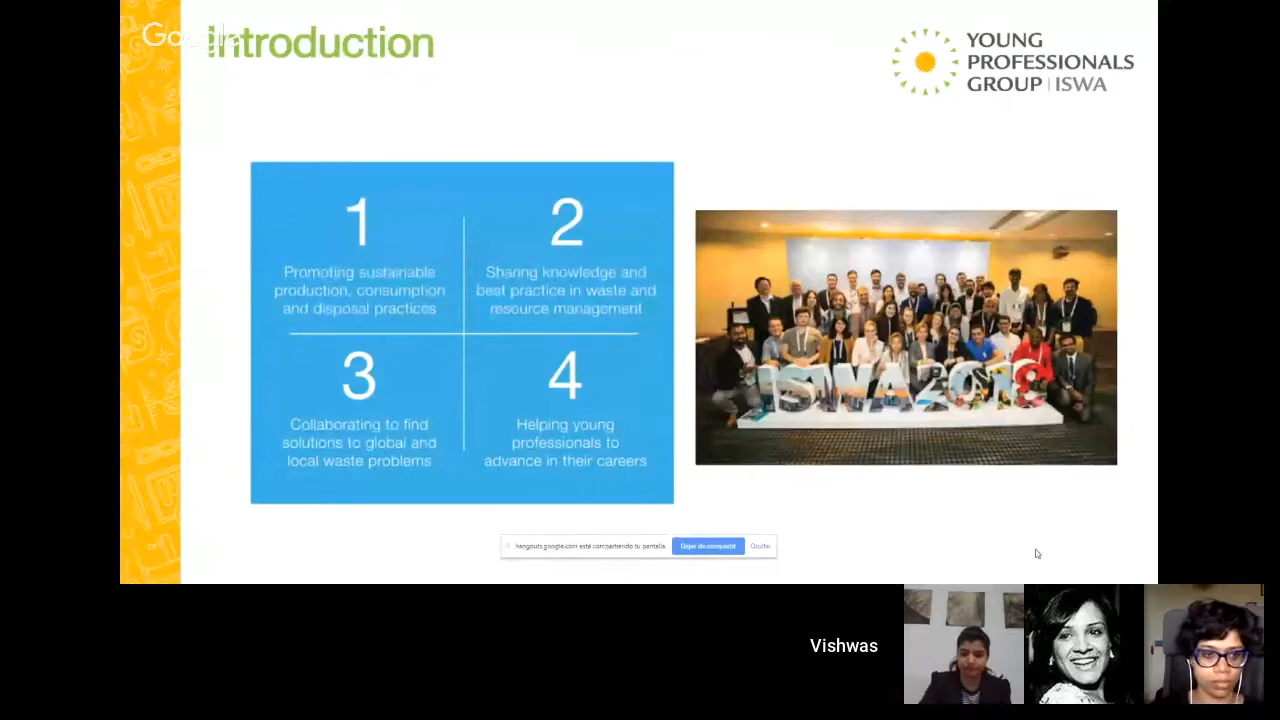 Google
Introduction
YOUNG
PROFESSIONALS
GROUP | ISWA
1
Promoting sustainable
production, consumption
and disposal practices
2
Sharing knowledge and
best practice in waste and
resource management
3
Collaborating to find
solutions to global and
local waste problems
4
Helping young
professionals to
advance in their careers
ISWA2018
hangouts.google.com está compartiendo tu pantalla.
Dejar de compartir
Ocultar
Vishwas